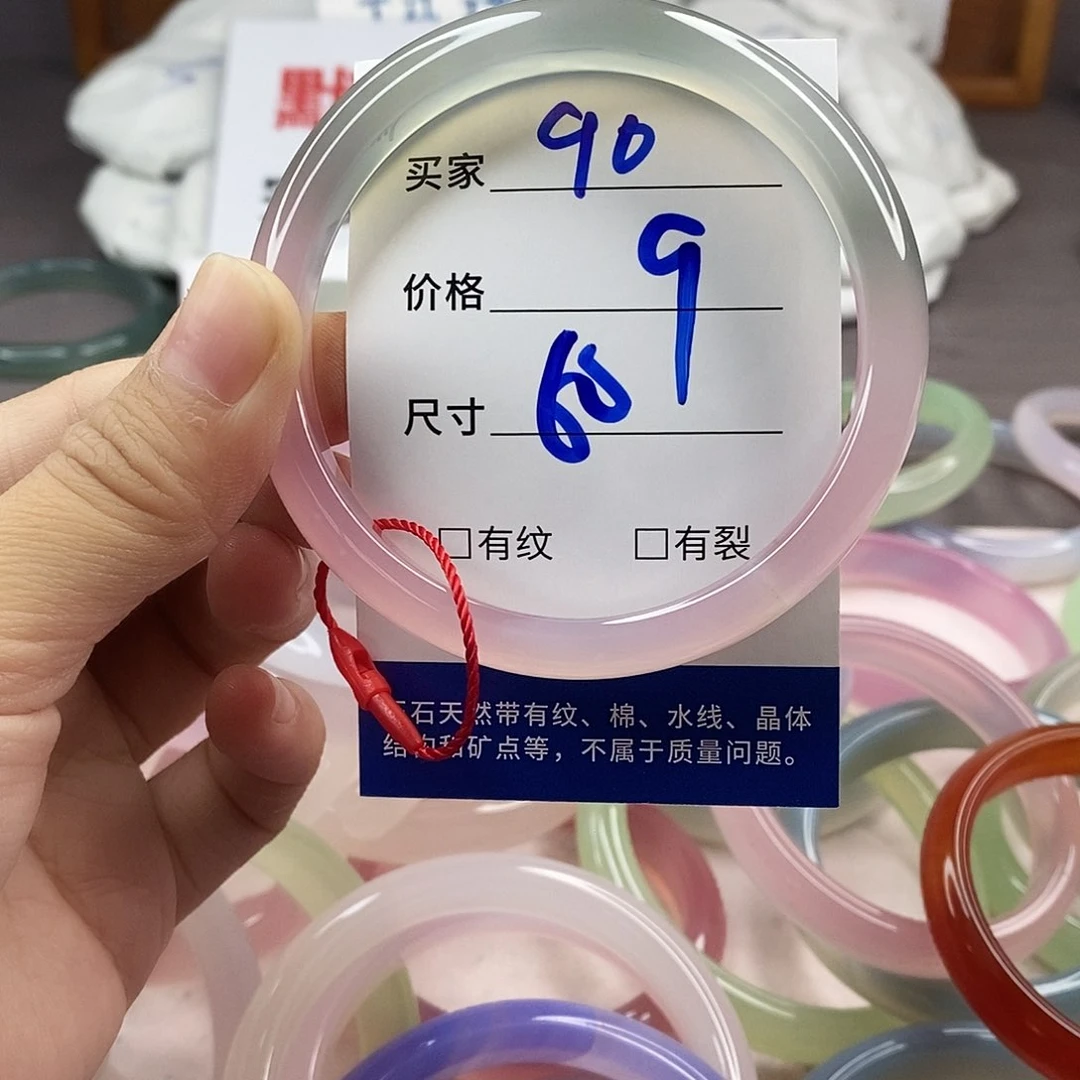 买家 90
价格 9
尺寸 60
□有纹 □有裂
石天然带有纹、棉、水线、晶体
结构和矿点等，不属于质量问题。